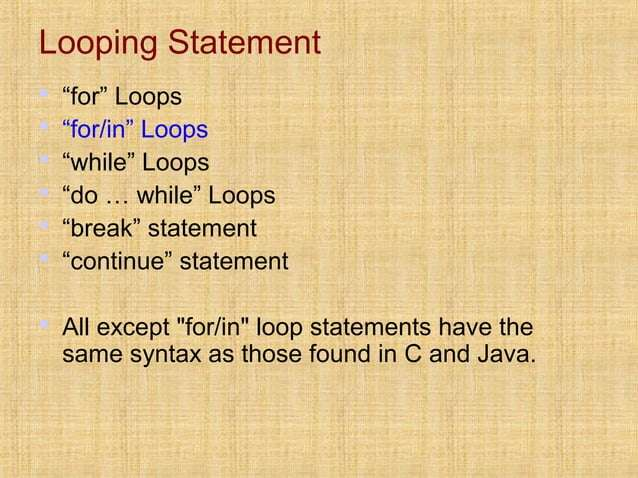 Looping Statement
“for” Loops
“for/in” Loops
“while” Loops
“do … while” Loops
“break” statement
“continue” statement
All except "for/in" loop statements have the
same syntax as those found in C and Java.